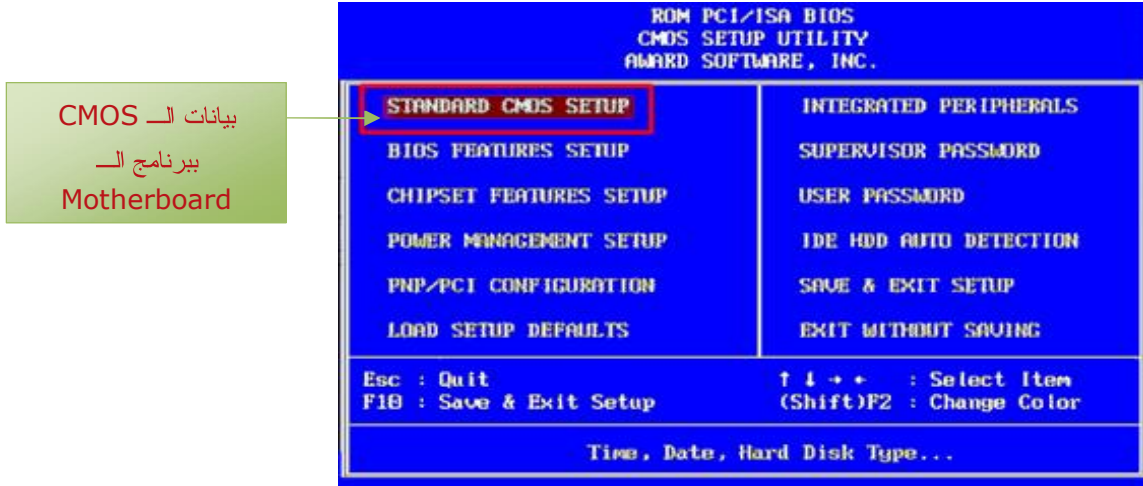 بيانات الـــ CMOS
ببرنامج الـــ
Motherboard
ROM PCI/ISA BIOS
CMOS SETUP UTILITY
AWARD SOFTWARE, INC.
STANDARD CMOS SETUP
BIOS FEATURES SETUP
CHIPSET FEATURES SETUP
POWER MANAGEMENT SETUP
PNP/PCI CONFIGURATION
LOAD SETUP DEFAULTS
INTEGRATED PERIPHERALS
SUPERVISOR PASSWORD
USER PASSWORD
IDE HDD AUTO DETECTION
SAVE & EXIT SETUP
EXIT WITHOUT SAVING
Esc : Quit
F10 : Save & Exit Setup
↑ ↓ → ← : Select Item
(Shift)F2 : Change Color
Time, Date, Hard Disk Type...